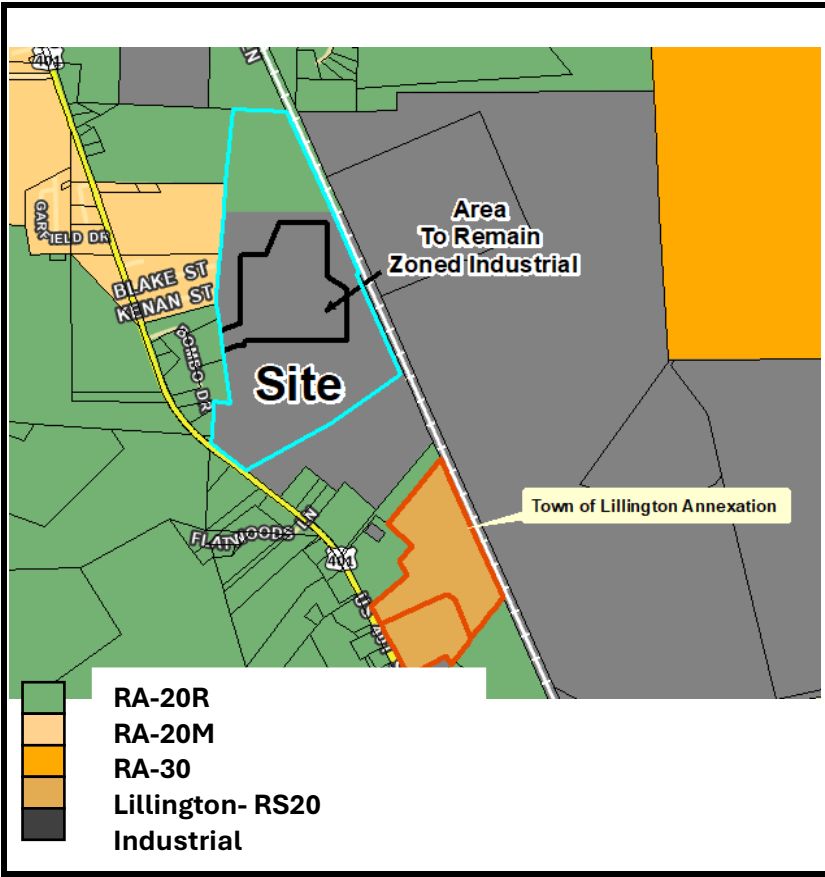 401
LN
Area
To Remain
Zoned Industrial
GARFIELD DR
BLAKE ST
KENAN ST
Site
Town of Lillington Annexation
FLATWOODS LN
401
RA-20R
RA-20M
RA-30
Lillington- RS20
Industrial